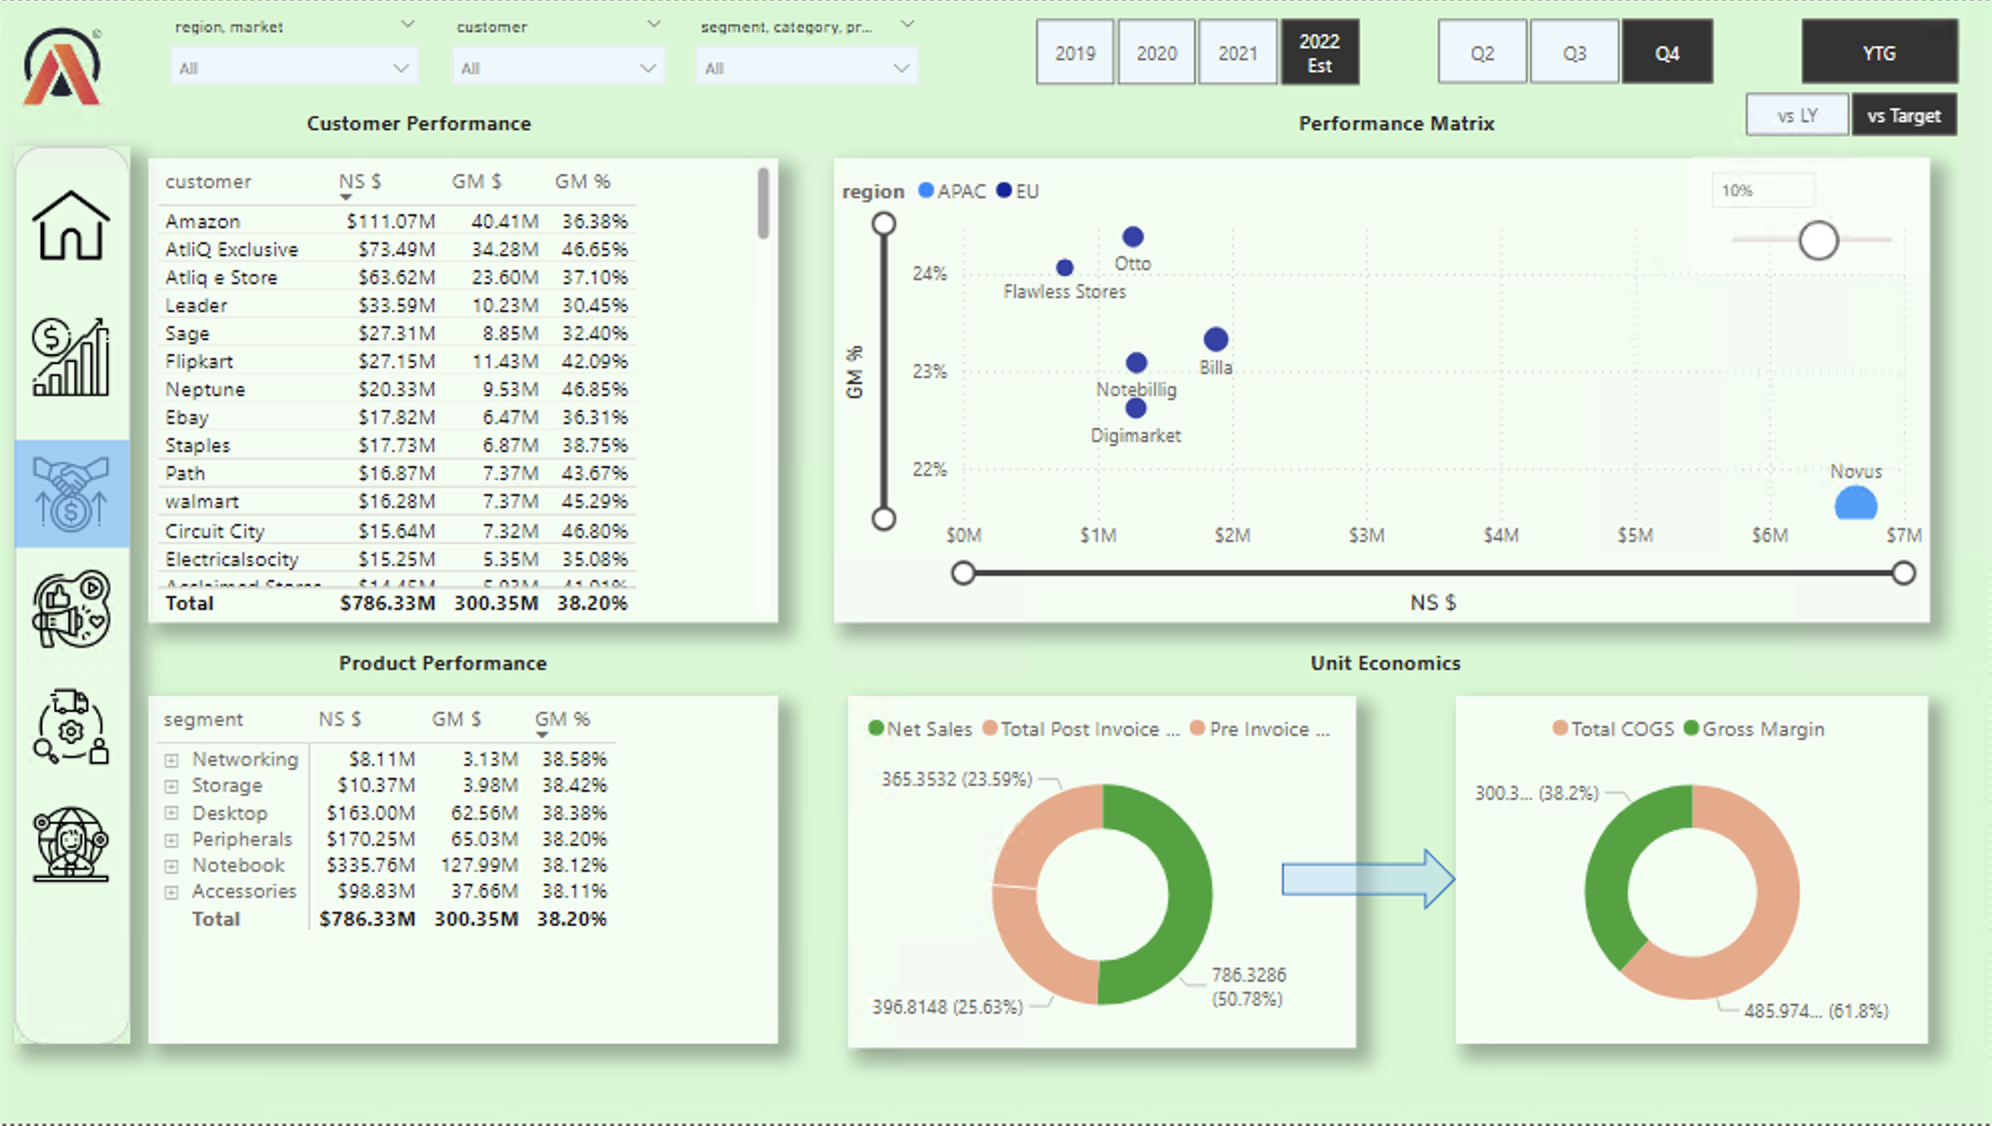 region, market
customer
segment, category, pr...
All
All
All
2019
2020
2021
2022
Est
Q2
Q3
Q4
YTG
vs LY
vs Target
Customer Performance
Performance Matrix
customer NS $ GM $ GM %
Amazon $111.07M 40.41M 36.38%
AtliQ Exclusive $73.49M 34.28M 46.65%
Atliq e Store $63.62M 23.60M 37.10%
Leader $33.59M 10.23M 30.45%
Sage $27.31M 8.85M 32.40%
Flipkart $27.15M 11.43M 42.09%
Neptune $20.33M 9.53M 46.85%
Ebay $17.82M 6.47M 36.31%
Staples $17.73M 6.87M 38.75%
Path $16.87M 7.37M 43.67%
walmart $16.28M 7.37M 45.29%
Circuit City $15.64M 7.32M 46.80%
Electricalsocity $15.25M 5.35M 35.08%
Acclaimed Stores
Total $786.33M 300.35M 38.20%
region APAC EU
10%
GM %
24%
23%
22%
Otto
Flawless Stores
Billa
Notebillig
Digimarket
Novus
$0M $1M $2M $3M $4M $5M $6M $7M
NS $
Product Performance
Unit Economics
segment NS $ GM $ GM %
Networking $8.11M 3.13M 38.58%
Storage $10.37M 3.98M 38.42%
Desktop $163.00M 62.56M 38.38%
Peripherals $170.25M 65.03M 38.20%
Notebook $335.76M 127.99M 38.12%
Accessories $98.83M 37.66M 38.11%
Total $786.33M 300.35M 38.20%
Net Sales Total Post Invoice ... Pre Invoice ...
365.3532 (23.59%)
786.3286
(50.78%)
396.8148 (25.63%)
Total COGS Gross Margin
300.3... (38.2%)
485.974... (61.8%)